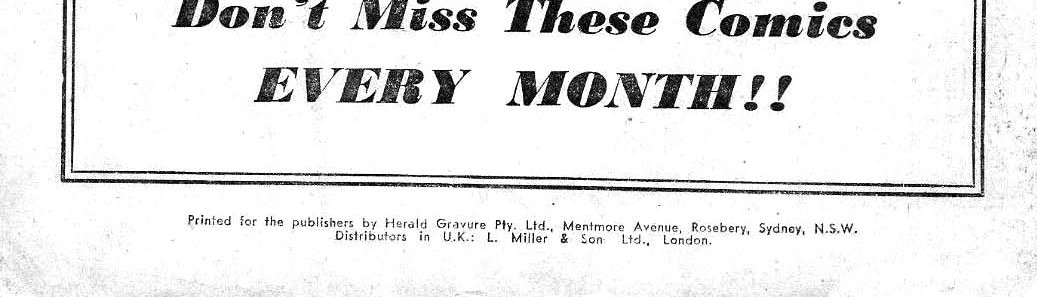 Don't Miss These Comics
EVERY MONTH!!
Printed for the publishers by Herald Gravure Pty. Ltd., Mentmore Avenue, Rosebery, Sydney, N.S.W.
Distributors in U.K.: L. Miller & Son Ltd., London.